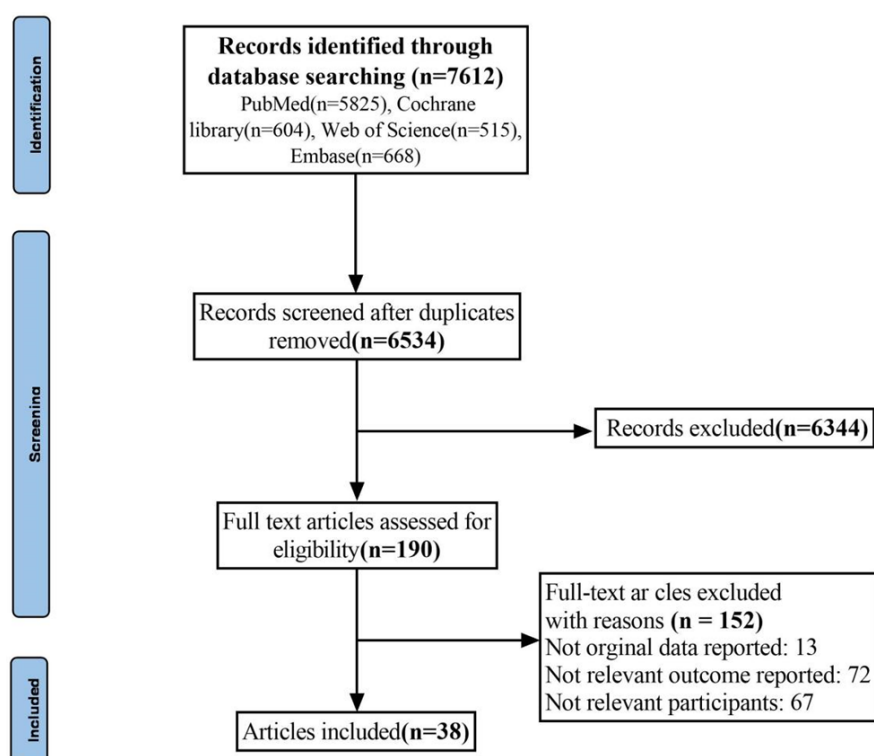 Identification
Records identified through
database searching (n=7612)
PubMed(n=5825), Cochrane
library(n=604), Web of Science(n=515),
Embase(n=668)
Screening
Records screened after duplicates
removed(n=6534)
Records excluded(n=6344)
Full text articles assessed for
eligibility(n=190)
Full-text ar cles excluded
with reasons (n = 152)
Not orginal data reported: 13
Not relevant outcome reported: 72
Not relevant participants: 67
Included
Articles included(n=38)